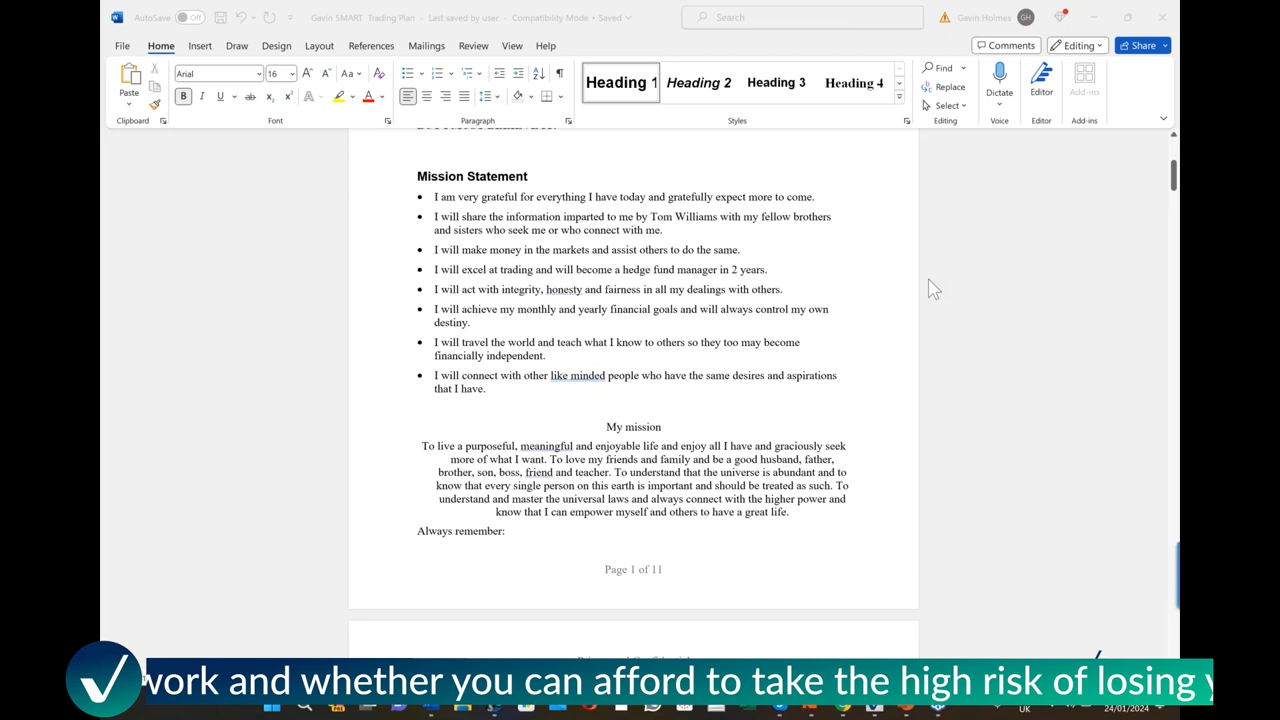 AutoSave Off Gavin SMART Trading Plan - Last saved by user - Compatibility Mode • Saved Search Gavin Holmes GH
File Home Insert Draw Design Layout References Mailings Review View Help Comments Editing Share
Arial 16 Heading 1 Heading 2 Heading 3 Heading 4 Find
Paste Replace Dictate Editor Add-ins
Select
Clipboard Font Paragraph Styles Editing Voice Editor Add-ins
Mission Statement
• I am very grateful for everything I have today and gratefully expect more to come.
• I will share the information imparted to me by Tom Williams with my fellow brothers
and sisters who seek me or who connect with me.
• I will make money in the markets and assist others to do the same.
• I will excel at trading and will become a hedge fund manager in 2 years.
• I will act with integrity, honesty and fairness in all my dealings with others.
• I will achieve my monthly and yearly financial goals and will always control my own
destiny.
• I will travel the world and teach what I know to others so they too may become
financially independent.
• I will connect with other like minded people who have the same desires and aspirations
that I have.
My mission
To live a purposeful, meaningful and enjoyable life and enjoy all I have and graciously seek
more of what I want. To love my friends and family and be a good husband, father,
brother, son, boss, friend and teacher. To understand that the universe is abundant and to
know that every single person on this earth is important and should be treated as such. To
understand and master the universal laws and always connect with the higher power and
know that I can empower myself and others to have a great life.
Always remember:
Page 1 of 11
work and whether you can afford to take the high risk of losing
UK 24/01/2024